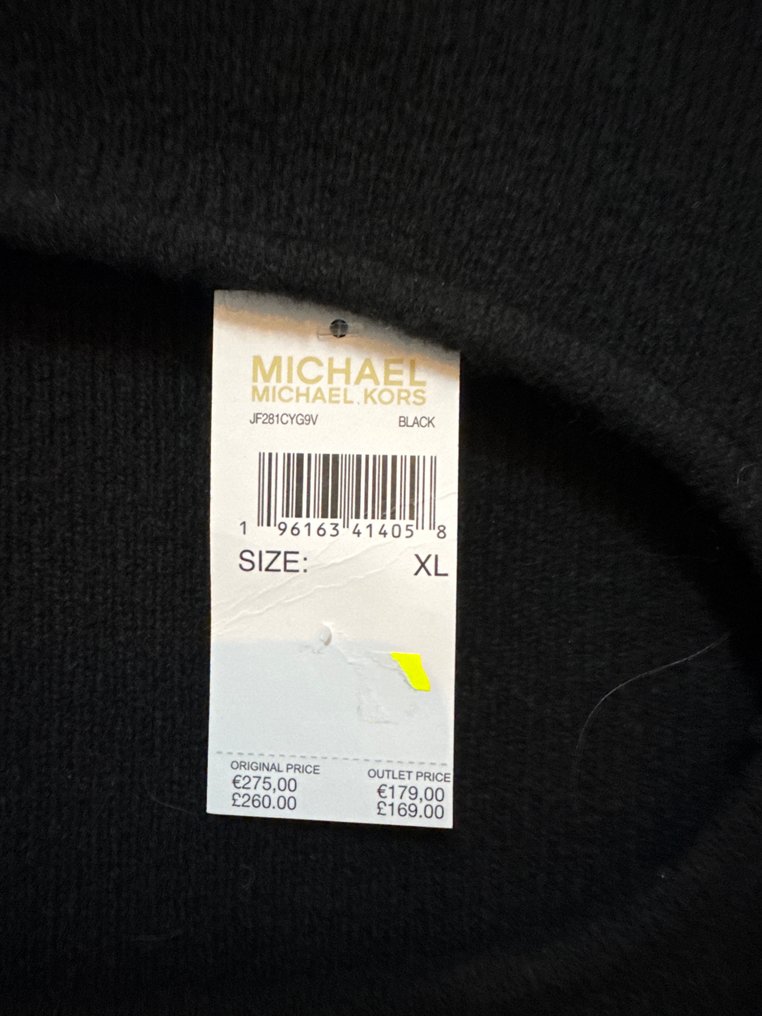 MICHAEL
MICHAEL KORS
JF281CYG9V BLACK
1 96163 41405 8
SIZE: XL
ORIGINAL PRICE OUTLET PRICE
€275,00 €179,00
£260.00 £169.00